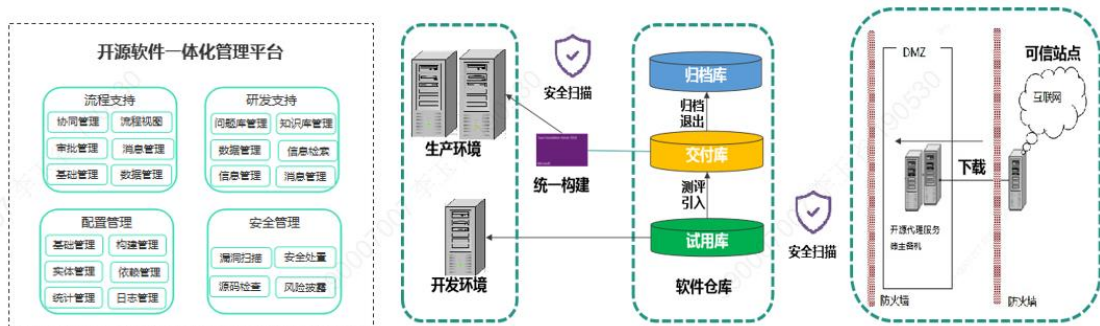 开源软件一体化管理平台
流程支持
协同管理 流程视图
审批管理 消息管理
基础管理 数据管理
研发支持
问题库管理 知识库管理
数据管理 信息检索
信息管理 消息管理
配置管理
基础管理 构建管理
实体管理 依赖管理
统计管理 日志管理
安全管理
漏洞扫描 安全处置
源码检查 风险披露
生产环境
开发环境
安全扫描
统一构建
归档库
归档
退出
交付库
测评
引入
试用库
软件仓库
安全扫描
DMZ
可信站点
互联网
下载
开源代理服务
防火墙
防火墙